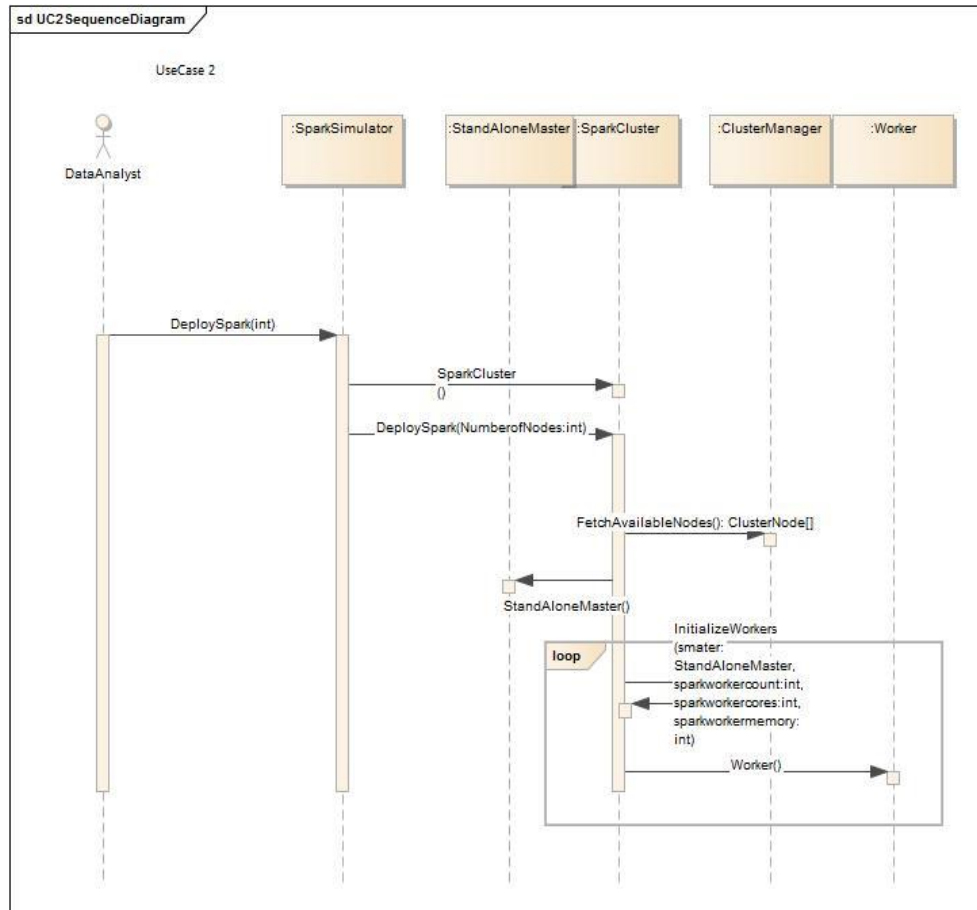 sd UC2SequenceDiagram
UseCase 2
:SparkSimulator
:StandAloneMaster
:SparkCluster
:ClusterManager
:Worker
DataAnalyst
DeploySpark(int)
SparkCluster
()
DeploySpark(NumberofNodes:int)
FetchAvailableNodes(): ClusterNode[]
StandAloneMaster()
loop
InitializeWorkers
(smater:
StandAloneMaster,
sparkworkercount:int,
sparkworkercores:int,
sparkworkermemory:
int)
Worker()